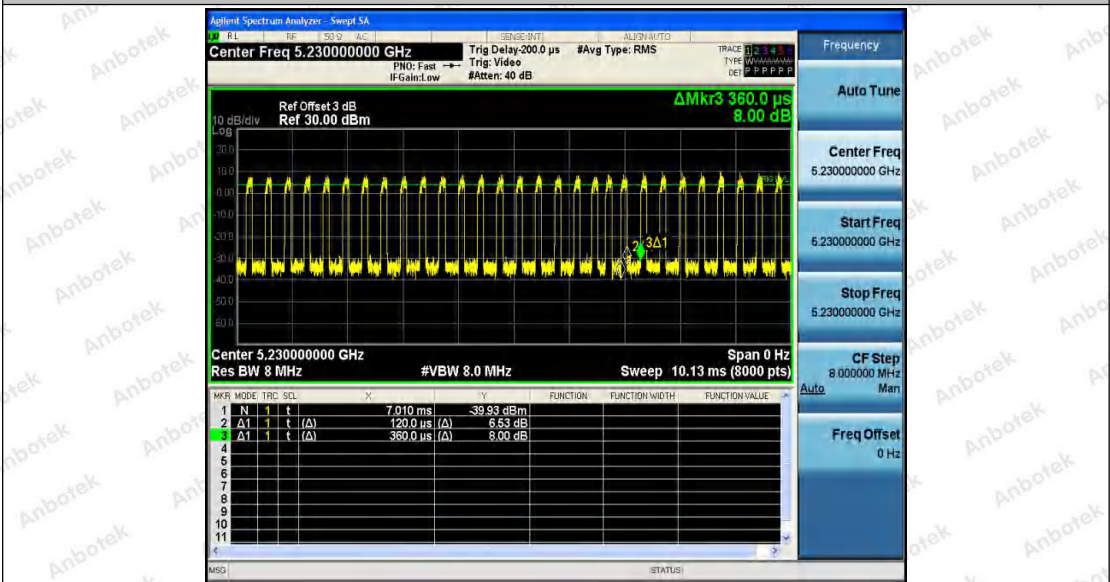 Agilent Spectrum Analyzer - Swept SA
RL RF 50 Ω AC SENSE:INT ALIGN AUTO
Center Freq 5.230000000 GHz
PNO: Fast
IFGain:Low
Trig Delay-200.0 µs
Trig: Video
#Atten: 40 dB
#Avg Type: RMS
TRACE 1 2 3 4 5 6
TYPE
DET P P P P P P
ΔMkr3 360.0 µs
8.00 dB
Ref Offset 3 dB
10 dB/div Ref 30.00 dBm
Log
20.0
10.0
0.00
-10.0
-20.0
-30.0
-40.0
-50.0
-60.0
2 3Δ1
Center 5.230000000 GHz Span 0 Hz
Res BW 8 MHz #VBW 8.0 MHz Sweep 10.13 ms (8000 pts)
MKR MODE TRC SCL X Y FUNCTION FUNCTION WIDTH FUNCTION VALUE
1 N 1 t 7.010 ms -39.93 dBm
2 Δ1 1 t (Δ) 120.0 µs (Δ) 6.53 dB
3 Δ1 1 t (Δ) 360.0 µs (Δ) 8.00 dB
4
5
6
7
8
9
10
11
MSG STATUS
Frequency
Auto Tune
Center Freq
5.230000000 GHz
Start Freq
5.230000000 GHz
Stop Freq
5.230000000 GHz
CF Step
8.000000 MHz
Auto Man
Freq Offset
0 Hz
Anbotek